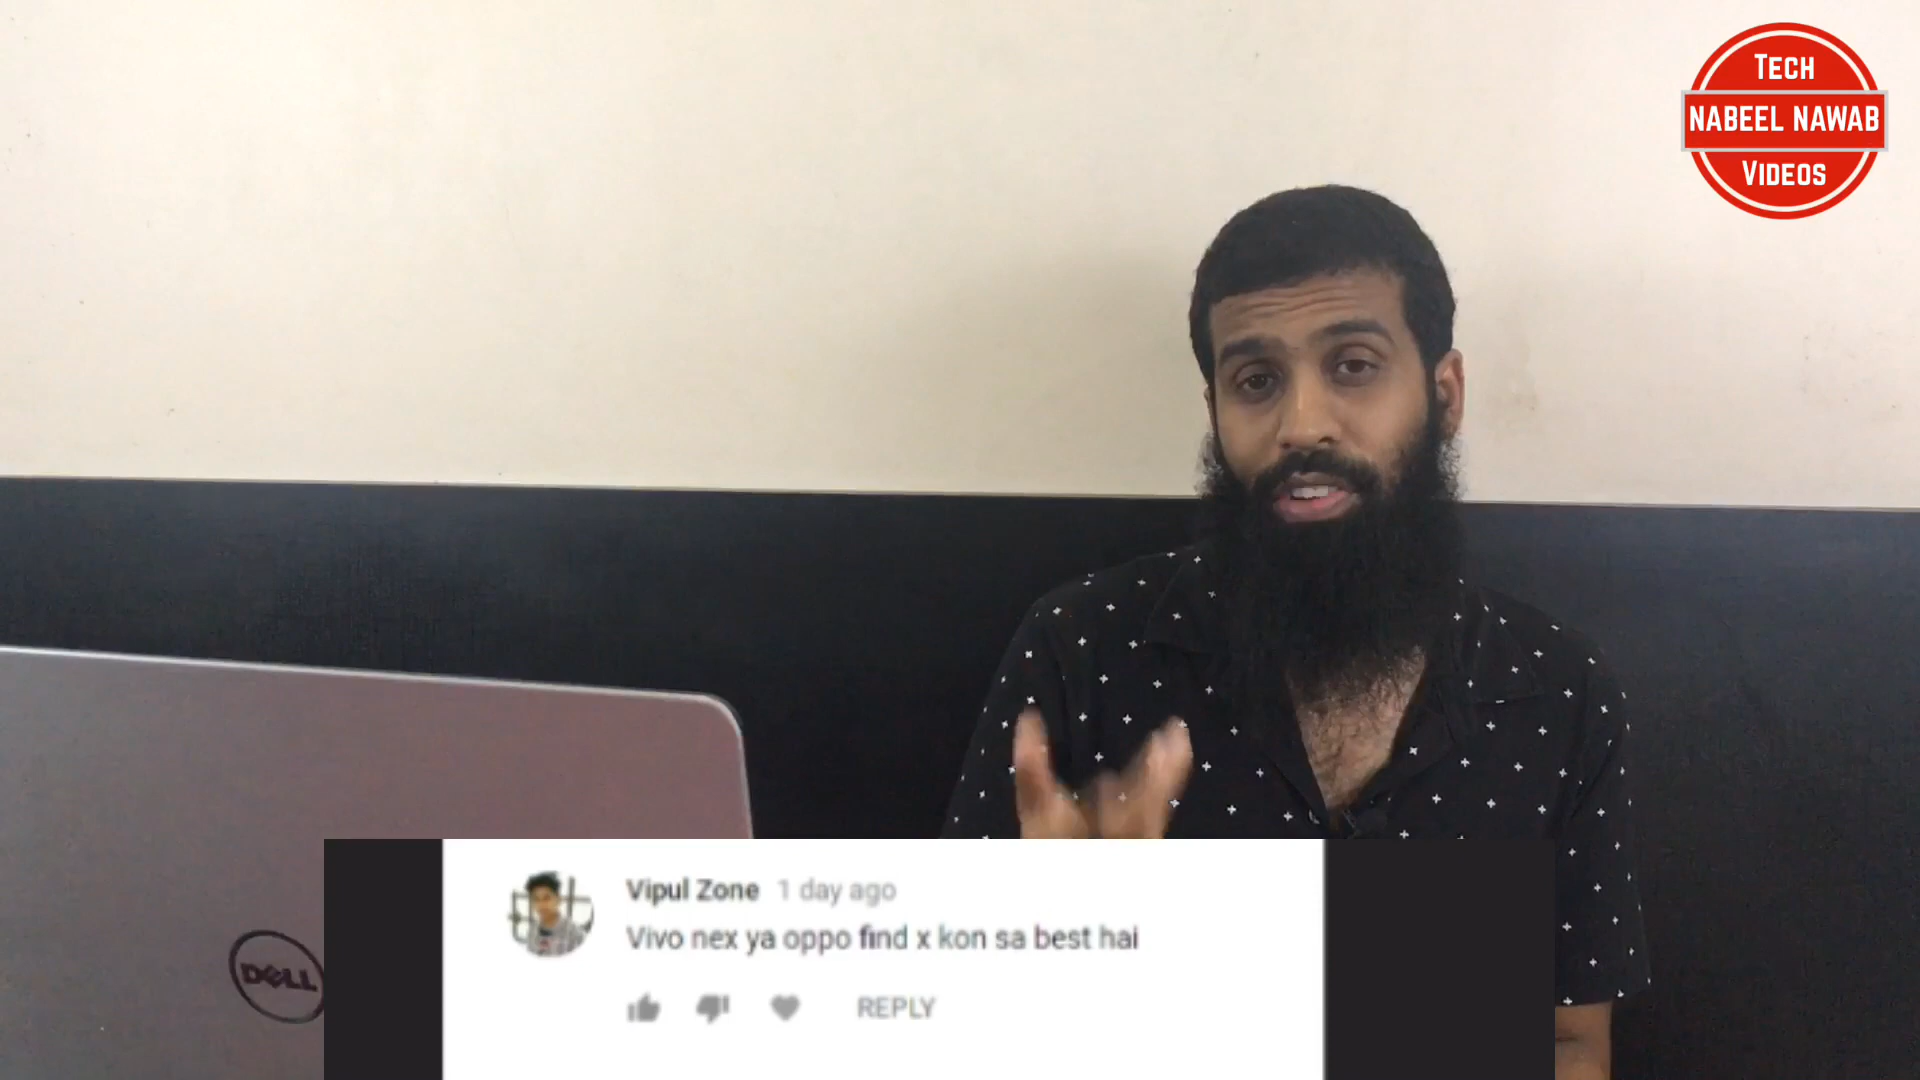 TECH
NABEEL NAWAB
VIDEOS
DELL
Vipul Zone 1 day ago
Vivo nex ya oppo find x kon sa best hai
REPLY